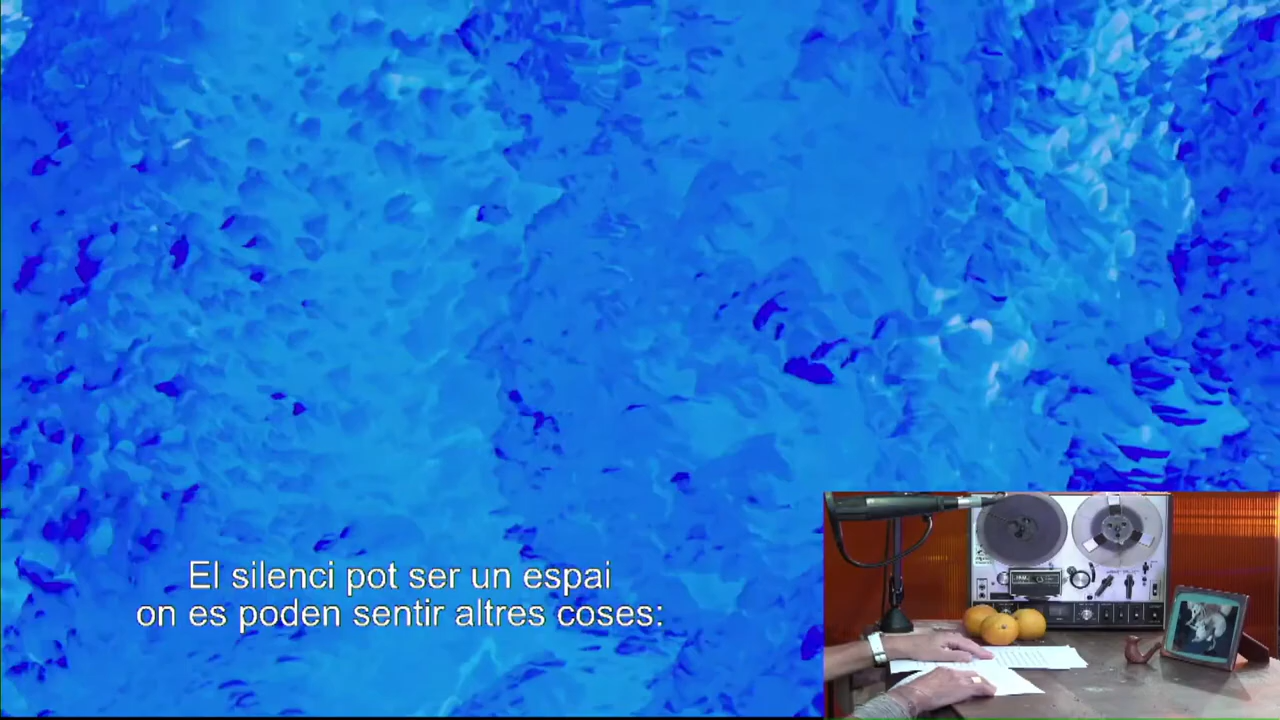 El silenci pot ser un espai
on es poden sentir altres coses: